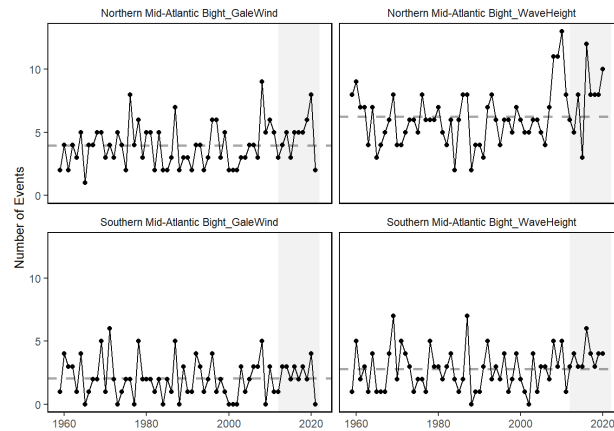 Northern Mid-Atlantic Bight_GaleWind
Northern Mid-Atlantic Bight_WaveHeight
10
5
0
Number of Events
Southern Mid-Atlantic Bight_GaleWind
Southern Mid-Atlantic Bight_WaveHeight
10
5
0
1960 1980 2000 2020 1960 1980 2000 2020